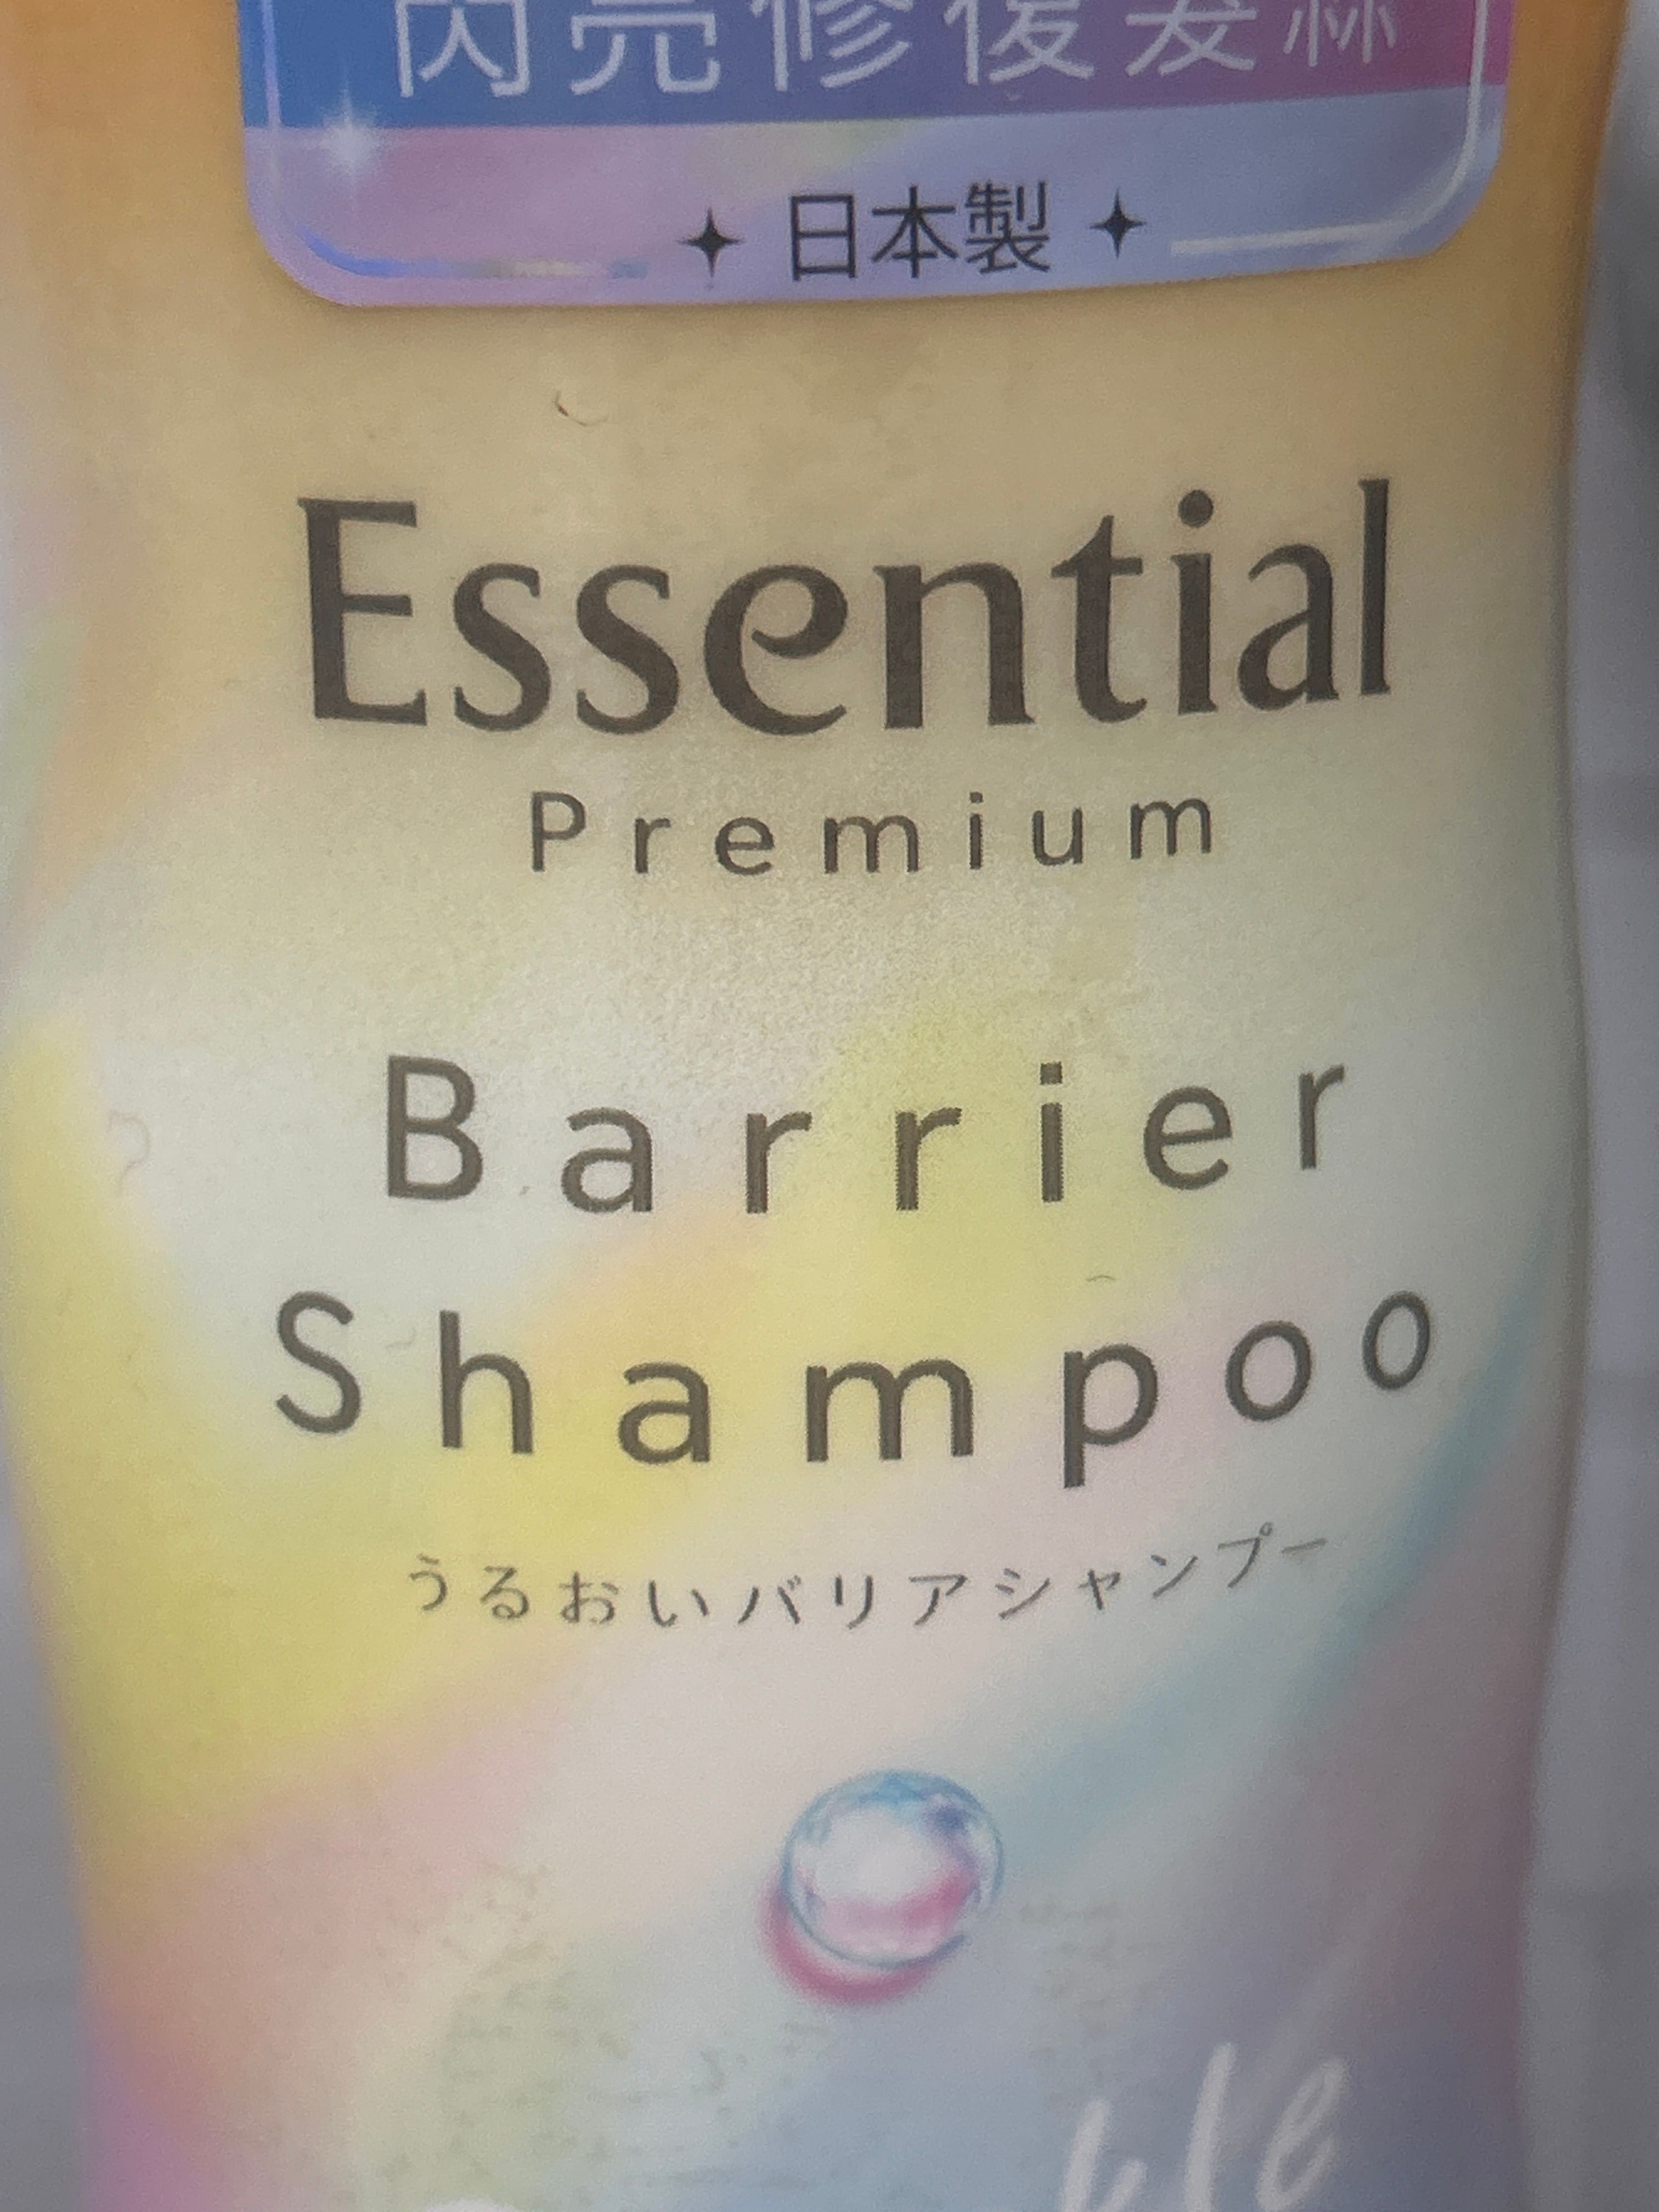 閃亮修復髮絲
✦ 日本製 ✦
Essential
Premium
Barrier
Shampoo
うるおいバリアシャンプー
kle